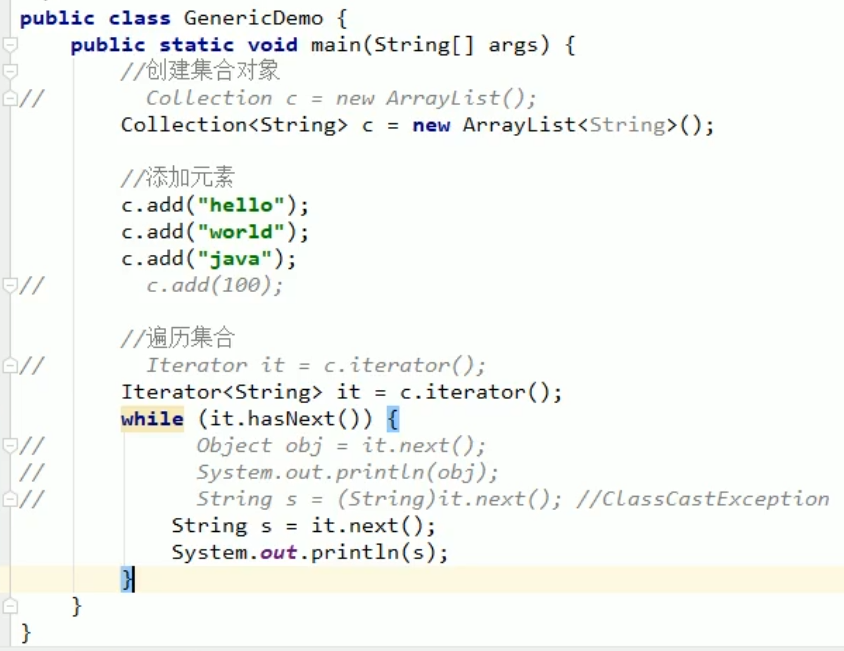 public class GenericDemo {
public static void main(String[] args) {
//创建集合对象
// Collection c = new ArrayList();
Collection<String> c = new ArrayList<String>();
//添加元素
c.add("hello");
c.add("world");
c.add("java");
// c.add(100);
//遍历集合
// Iterator it = c.iterator();
Iterator<String> it = c.iterator();
while (it.hasNext()) {
// Object obj = it.next();
// System.out.println(obj);
// String s = (String)it.next(); //ClassCastException
String s = it.next();
System.out.println(s);
}
}
}